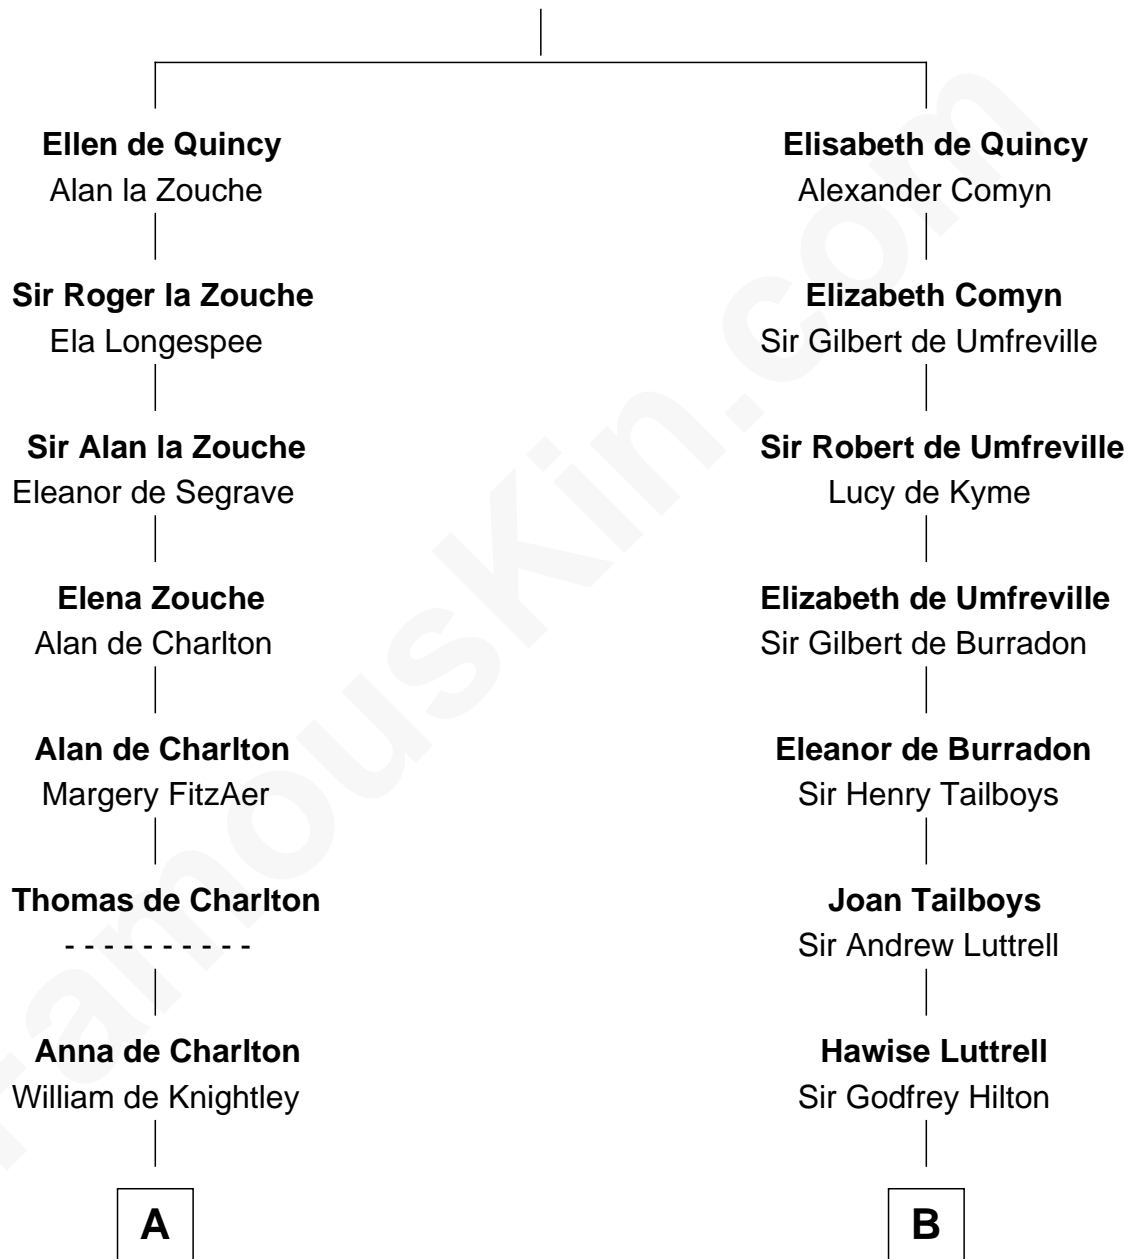 Ellen de Quincy
Alan la Zouche
Sir Roger la Zouche
Ela Longespee
Sir Alan la Zouche
Eleanor de Segrave
Elena Zouche
Alan de Charlton
Alan de Charlton
Margery FitzAer
Thomas de Charlton
- - - - - - - - - -
Anna de Charlton
William de Knightley
A
Elisabeth de Quincy
Alexander Comyn
Elizabeth Comyn
Sir Gilbert de Umfreville
Sir Robert de Umfreville
Lucy de Kyme
Elizabeth de Umfreville
Sir Gilbert de Burradon
Eleanor de Burradon
Sir Henry Tailboys
Joan Tailboys
Sir Andrew Luttrell
Hawise Luttrell
Sir Godfrey Hilton
B
FamousKin.com